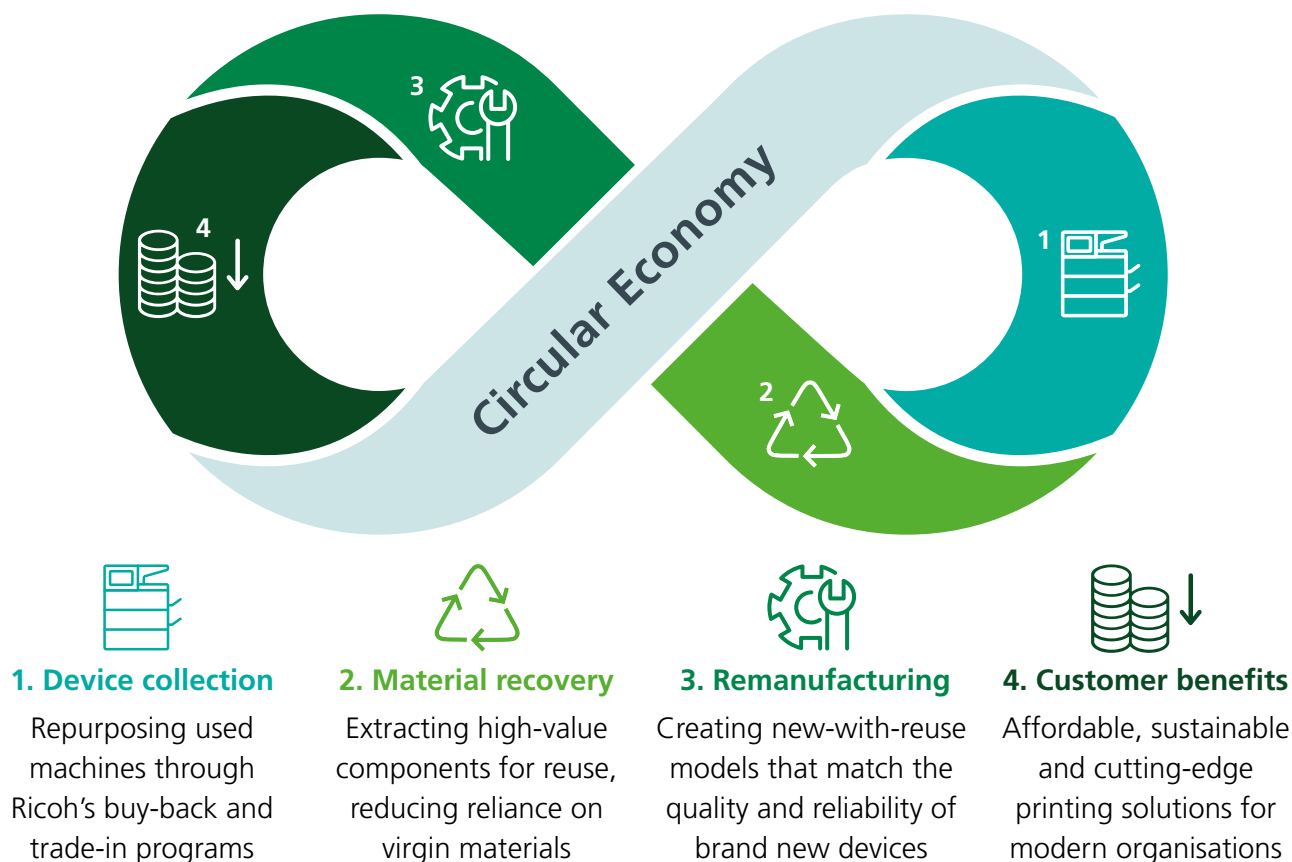 3
4
1
Circular Economy
2
1. Device collection
Repurposing used
machines through
Ricoh’s buy-back and
trade-in programs
2. Material recovery
Extracting high-value
components for reuse,
reducing reliance on
virgin materials
3. Remanufacturing
Creating new-with-reuse
models that match the
quality and reliability of
brand new devices
4. Customer benefits
Affordable, sustainable
and cutting-edge
printing solutions for
modern organisations